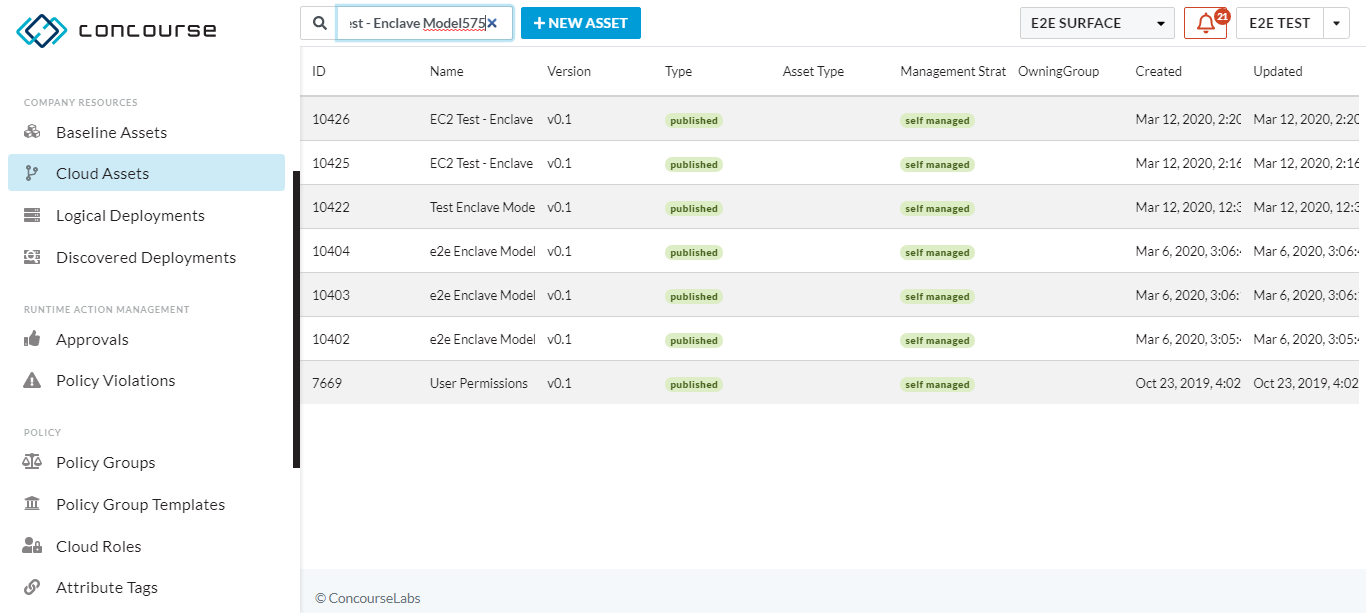 concourse
est - Enclave Model575
NEW ASSET
E2E SURFACE
21
E2E TEST
COMPANY RESOURCES
Baseline Assets
Cloud Assets
Logical Deployments
Discovered Deployments
RUNTIME ACTION MANAGEMENT
Approvals
Policy Violations
POLICY
Policy Groups
Policy Group Templates
Cloud Roles
Attribute Tags
ID Name Version Type Asset Type Management Strat OwningGroup Created Updated
10426 EC2 Test - Enclave v0.1 published self managed Mar 12, 2020, 2:20 Mar 12, 2020, 2:20
10425 EC2 Test - Enclave v0.1 published self managed Mar 12, 2020, 2:16 Mar 12, 2020, 2:16
10422 Test Enclave Mode v0.1 published self managed Mar 12, 2020, 12:3 Mar 12, 2020, 12:3
10404 e2e Enclave Model v0.1 published self managed Mar 6, 2020, 3:06:4 Mar 6, 2020, 3:06:4
10403 e2e Enclave Model v0.1 published self managed Mar 6, 2020, 3:06: Mar 6, 2020, 3:06:
10402 e2e Enclave Model v0.1 published self managed Mar 6, 2020, 3:05:4 Mar 6, 2020, 3:05:4
7669 User Permissions v0.1 published self managed Oct 23, 2019, 4:02 Oct 23, 2019, 4:02
© ConcourseLabs